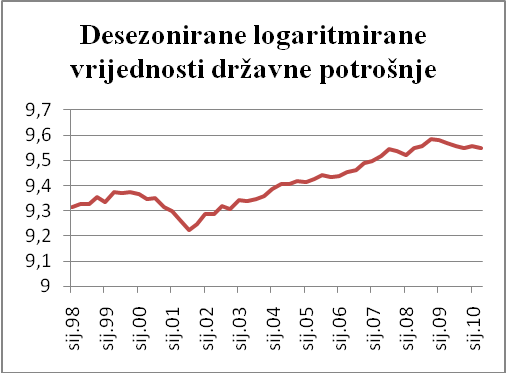 Desezonirane logaritmirane
vrijednosti državne potrošnje
9,7
9,6
9,5
9,4
9,3
9,2
9,1
9
sij.98
sij.99
sij.00
sij.01
sij.02
sij.03
sij.04
sij.05
sij.06
sij.07
sij.08
sij.09
sij.10